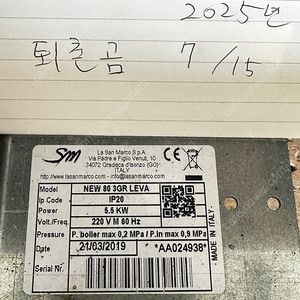 2025년
퇴촌곰 7/15
SM
La San Marco S.p.A.
Via Padre e Figlio Venuti, 10
34072 Gradisca d'Isonzo (GO)
ITALY
www.lasanmarco.com - info@lasanmarco.com
Model NEW 80 3GR LEVA
Ip Code IP20
Power 5.5 KW
Volt./Freq. 220 V M 60 Hz
Pressure P. boiler max 0,2 MPa / P.in max 0,9 MPa
Date 21/03/2019 *AA024938*
Serial Nr.
MADE IN ITALY